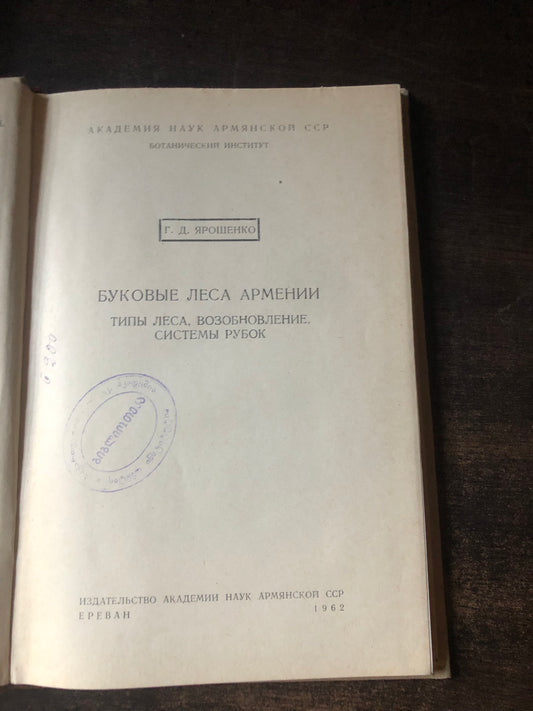 АКАДЕМИЯ НАУК АРМЯНСКОЙ ССР
БОТАНИЧЕСКИЙ ИНСТИТУТ
Г. Д. ЯРОШЕНКО
БУКОВЫЕ ЛЕСА АРМЕНИИ
ТИПЫ ЛЕСА, ВОЗОБНОВЛЕНИЕ,
СИСТЕМЫ РУБОК
ბიბლიოთეკა
ИЗДАТЕЛЬСТВО АКАДЕМИИ НАУК АРМЯНСКОЙ ССР
ЕРЕВАН 1962